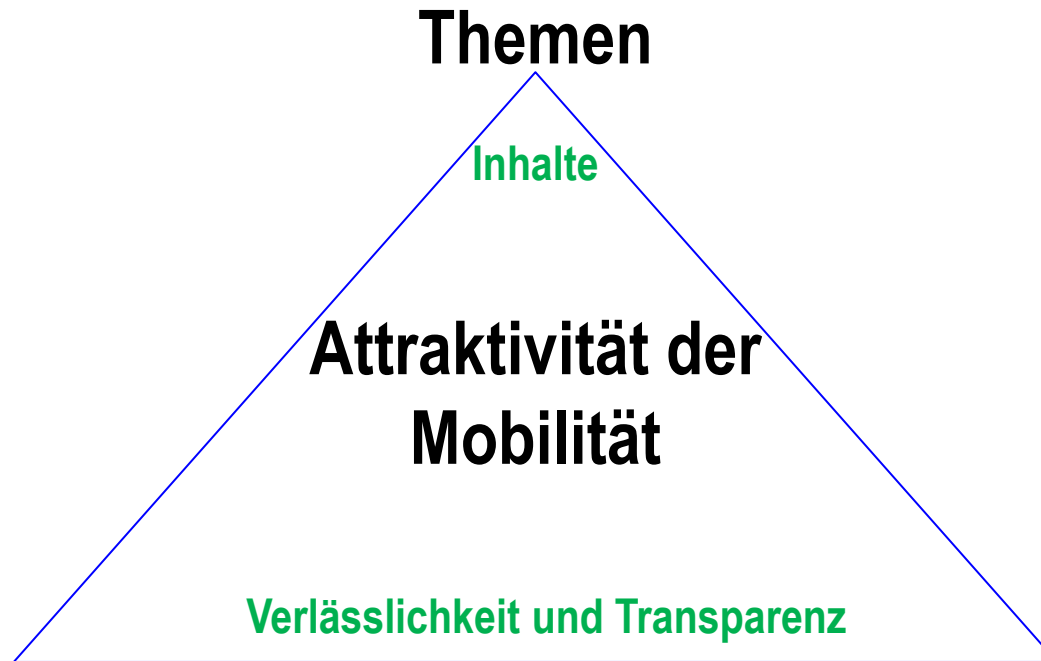 Themen
Inhalte
Attraktivität der
Mobilität
Verlässlichkeit und Transparenz